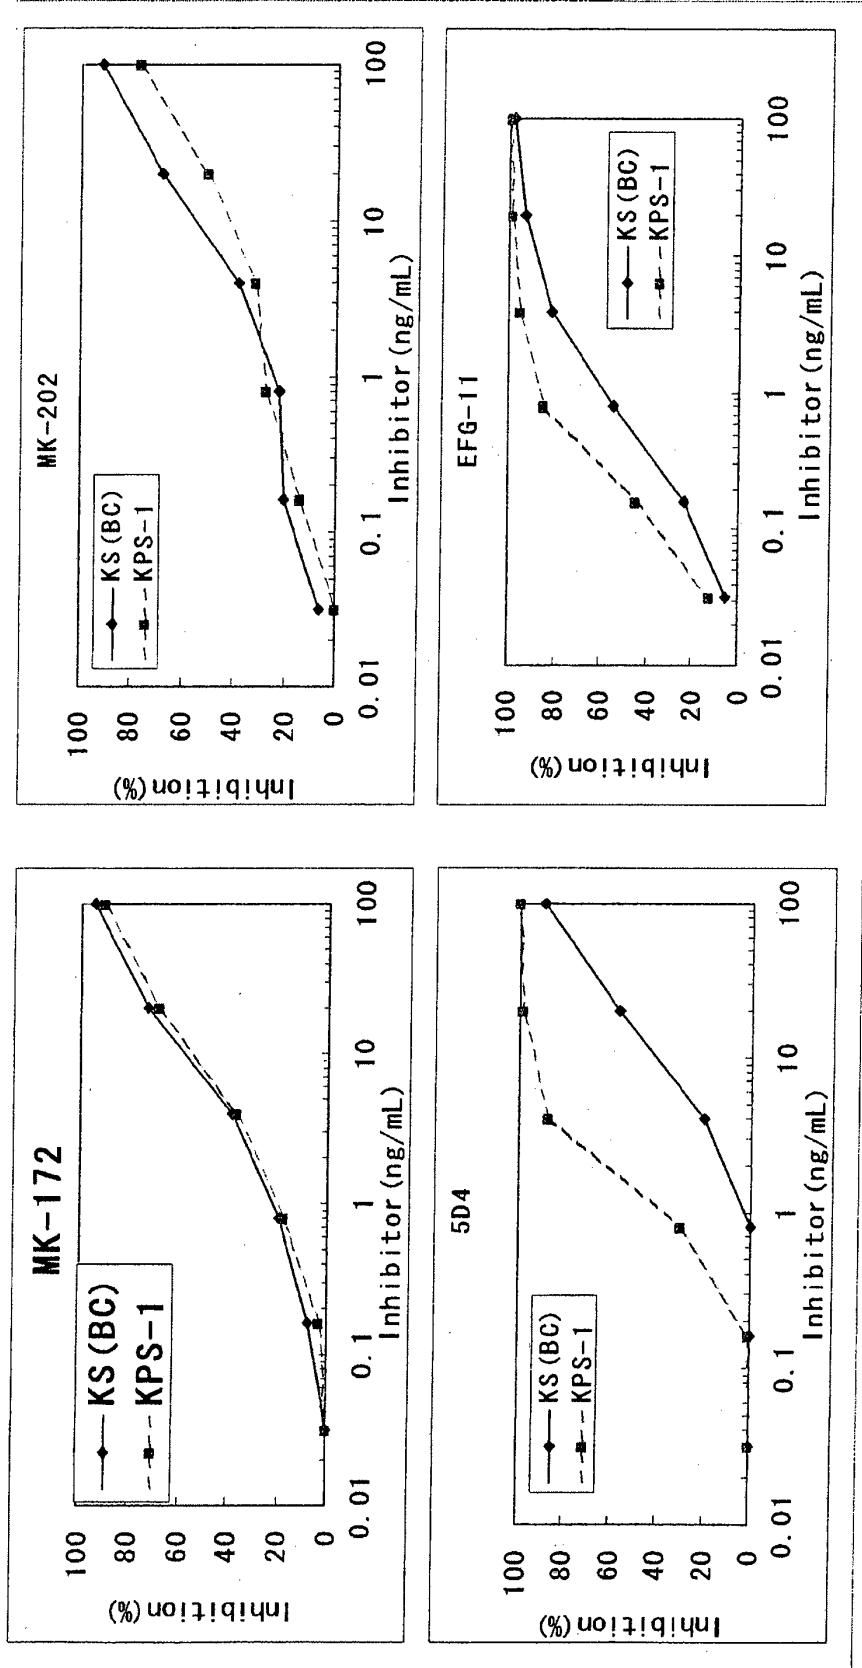 MK-172
KS(BC)
KPS-1
Inhibition(%)
100
80
60
40
20
0
0.01
0.1
1
10
100
Inhibitor(ng/mL)
MK-202
KS(BC)
KPS-1
Inhibition(%)
100
80
60
40
20
0
0.01
0.1
1
10
100
Inhibitor(ng/mL)
5D4
KS(BC)
KPS-1
Inhibition(%)
100
80
60
40
20
0
0.01
0.1
1
10
100
Inhibitor(ng/mL)
EFG-11
KS(BC)
KPS-1
Inhibition(%)
100
80
60
40
20
0
0.01
0.1
1
10
100
Inhibitor(ng/mL)